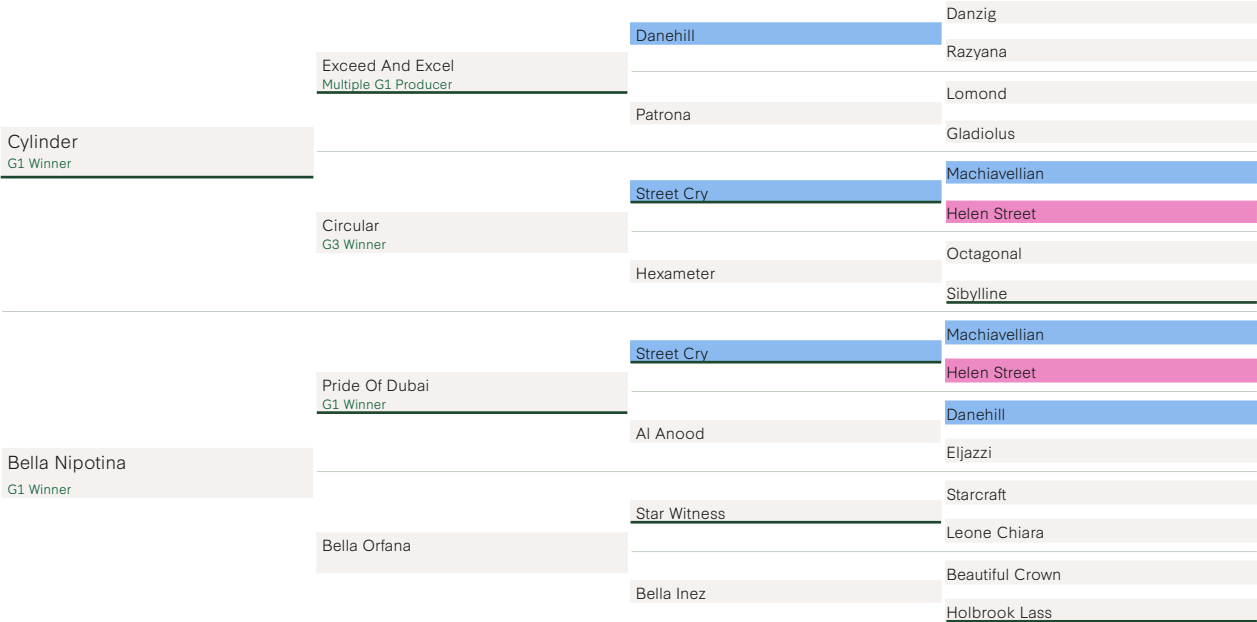 Cylinder
G1 Winner
Bella Nipotina
G1 Winner
Exceed And Excel
Multiple G1 Producer
Circular
G3 Winner
Pride Of Dubai
G1 Winner
Bella Orfana
Danehill
Patrona
Street Cry
Hexameter
Street Cry
Al Anood
Star Witness
Bella Inez
Danzig
Razyana
Lomond
Gladiolus
Machiavellian
Helen Street
Octagonal
Sibylline
Machiavellian
Helen Street
Danehill
Eljazzi
Starcraft
Leone Chiara
Beautiful Crown
Holbrook Lass